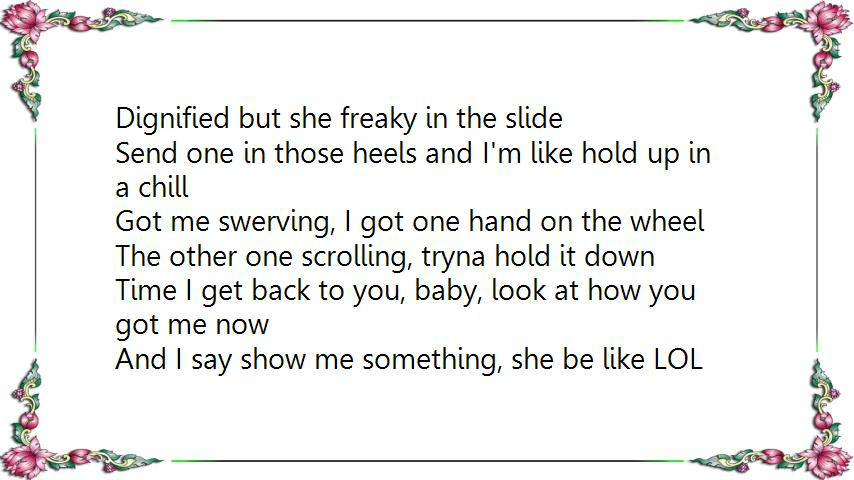 Dignified but she freaky in the slide
Send one in those heels and I'm like hold up in
a chill
Got me swerving, I got one hand on the wheel
The other one scrolling, tryna hold it down
Time I get back to you, baby, look at how you
got me now
And I say show me something, she be like LOL